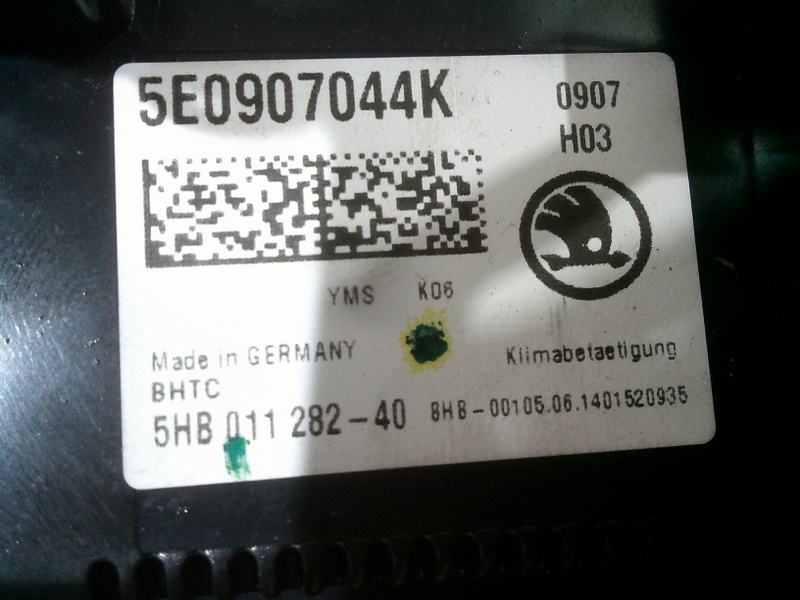 5E0907044K
0907
H03
YMS K06
Made in GERMANY
Klimabetaetigung
BHTC
5HB 011 282-40
8HB-00105.06.1401520935